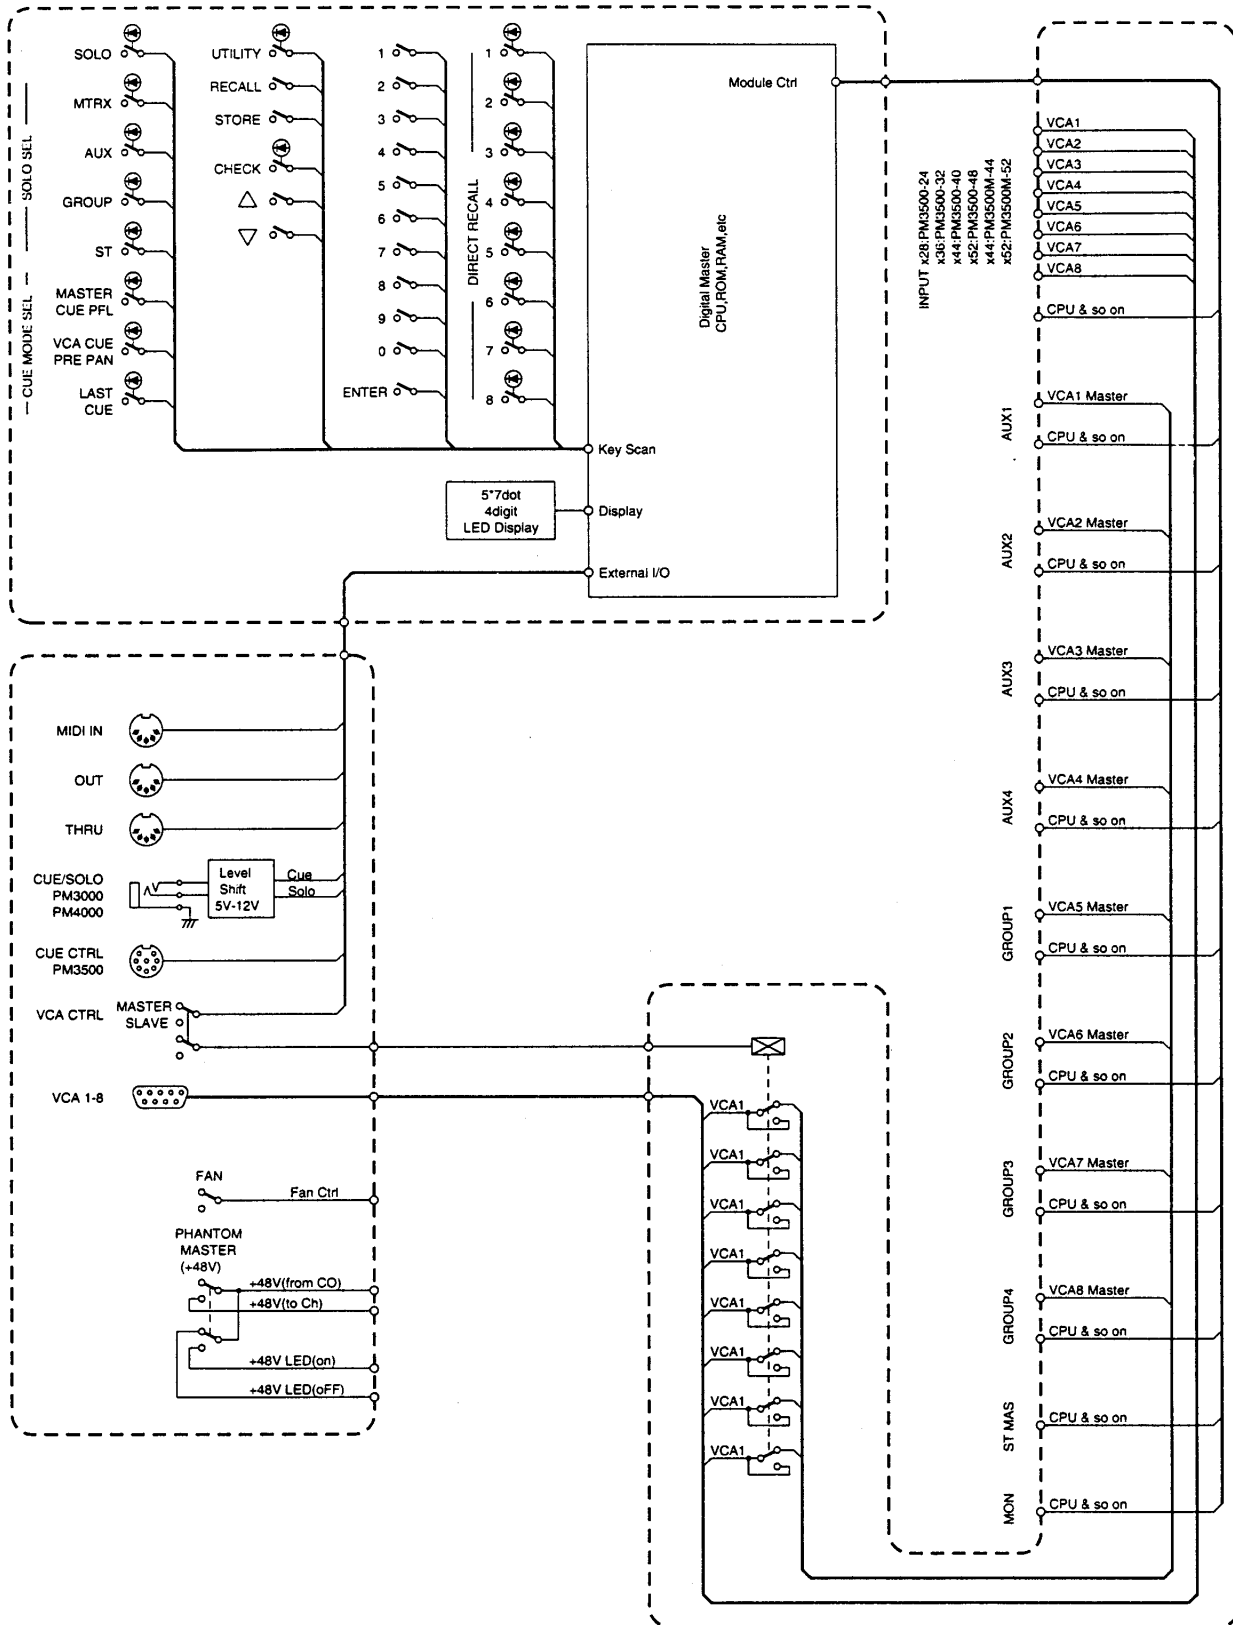 SOLO
MTRX
AUX
GROUP
ST
MASTER
CUE PFL
VCA CUE
PRE PAN
LAST
CUE
SOLO SEL
CUE MODE SEL
UTILITY
RECALL
STORE
CHECK
1
2
3
4
5
6
7
8
9
0
ENTER
DIRECT RECALL
1
2
3
4
5
6
7
8
Module Ctrl
Digital Master
CPU,ROM,RAM,etc
Key Scan
Display
External I/O
5*7dot
4digit
LED Display
INPUT x28:PM3500-24
x36:PM3500-32
x44:PM3500-40
x52:PM3500-48
x44:PM3500M-44
x52:PM3500M-52
VCA1
VCA2
VCA3
VCA4
VCA5
VCA6
VCA7
VCA8
CPU & so on
AUX1
VCA1 Master
CPU & so on
AUX2
VCA2 Master
CPU & so on
AUX3
VCA3 Master
CPU & so on
AUX4
VCA4 Master
CPU & so on
GROUP1
VCA5 Master
CPU & so on
GROUP2
VCA6 Master
CPU & so on
GROUP3
VCA7 Master
CPU & so on
GROUP4
VCA8 Master
CPU & so on
ST MAS
CPU & so on
MON
CPU & so on
MIDI IN
OUT
THRU
CUE/SOLO
PM3000
PM4000
Level
Shift
5V-12V
Cue
Solo
CUE CTRL
PM3500
VCA CTRL
MASTER
SLAVE
VCA 1-8
FAN
Fan Ctrl
PHANTOM
MASTER
(+48V)
+48V(from CO)
+48V(to Ch)
+48V LED(on)
+48V LED(oFF)
VCA1
VCA1
VCA1
VCA1
VCA1
VCA1
VCA1
VCA1